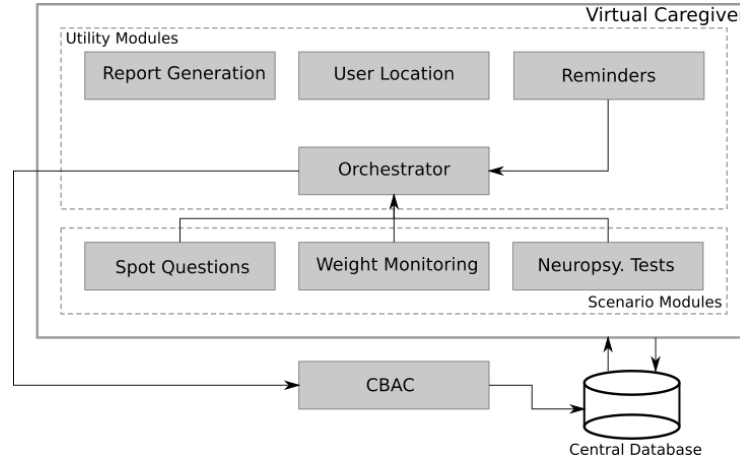 Virtual Caregiver
Utility Modules
Report Generation
User Location
Reminders
Orchestrator
Spot Questions
Weight Monitoring
Neuropsy. Tests
Scenario Modules
CBAC
Central Database